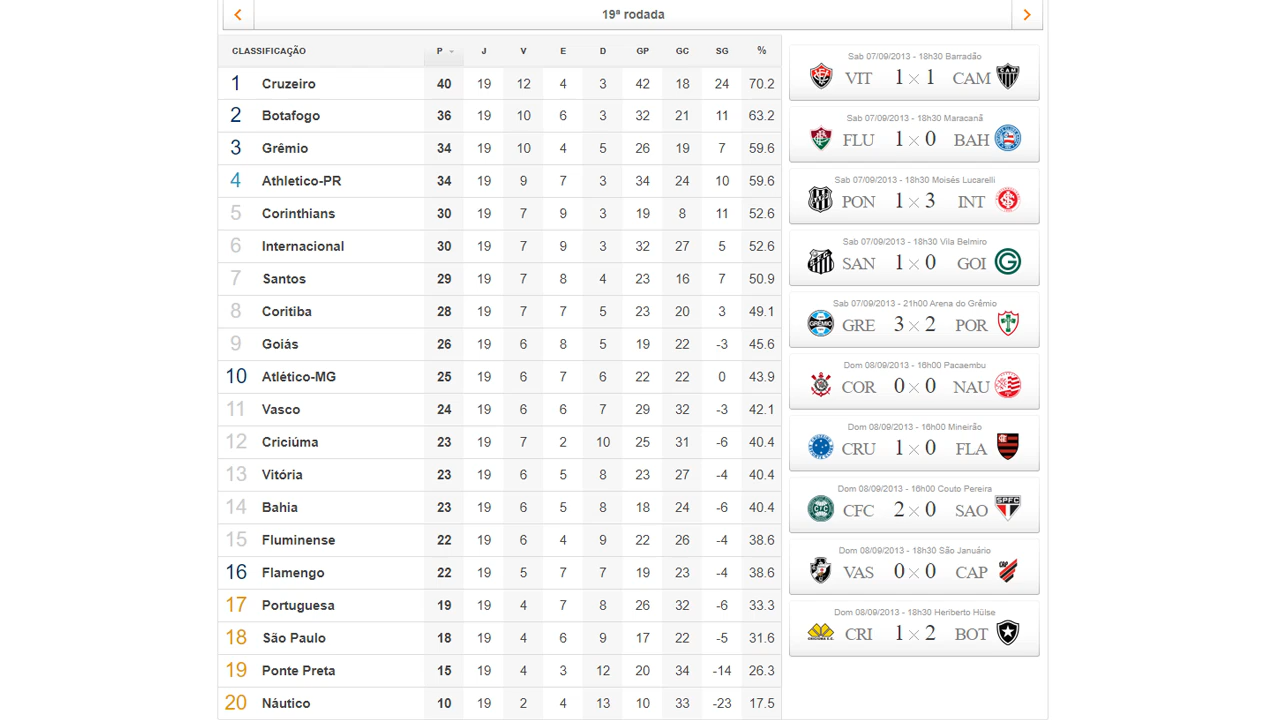 19ª rodada
CLASSIFICAÇÃO P J V E D GP GC SG %
1 Cruzeiro 40 19 12 4 3 42 18 24 70.2
2 Botafogo 36 19 10 6 3 32 21 11 63.2
3 Grêmio 34 19 10 4 5 26 19 7 59.6
4 Athletico-PR 34 19 9 7 3 34 24 10 59.6
5 Corinthians 30 19 7 9 3 19 8 11 52.6
6 Internacional 30 19 7 9 3 32 27 5 52.6
7 Santos 29 19 7 8 4 23 16 7 50.9
8 Coritiba 28 19 7 7 5 23 20 3 49.1
9 Goiás 26 19 6 8 5 19 22 -3 45.6
10 Atlético-MG 25 19 6 7 6 22 22 0 43.9
11 Vasco 24 19 6 6 7 29 32 -3 42.1
12 Criciúma 23 19 7 2 10 25 31 -6 40.4
13 Vitória 23 19 6 5 8 23 27 -4 40.4
14 Bahia 23 19 6 5 8 18 24 -6 40.4
15 Fluminense 22 19 6 4 9 22 26 -4 38.6
16 Flamengo 22 19 5 7 7 19 23 -4 38.6
17 Portuguesa 19 19 4 7 8 26 32 -6 33.3
18 São Paulo 18 19 4 6 9 17 22 -5 31.6
19 Ponte Preta 15 19 4 3 12 20 34 -14 26.3
20 Náutico 10 19 2 4 13 10 33 -23 17.5
Sab 07/09/2013 - 18h30 Barradão
VIT 1 × 1 CAM
Sab 07/09/2013 - 18h30 Maracanã
FLU 1 × 0 BAH
Sab 07/09/2013 - 18h30 Moisés Lucarelli
PON 1 × 3 INT
Sab 07/09/2013 - 18h30 Vila Belmiro
SAN 1 × 0 GOI
Sab 07/09/2013 - 21h00 Arena do Grêmio
GRE 3 × 2 POR
Dom 08/09/2013 - 16h00 Pacaembu
COR 0 × 0 NAU
Dom 08/09/2013 - 16h00 Mineirão
CRU 1 × 0 FLA
Dom 08/09/2013 - 16h00 Couto Pereira
CFC 2 × 0 SAO
Dom 08/09/2013 - 18h30 São Januário
VAS 0 × 0 CAP
Dom 08/09/2013 - 18h30 Heriberto Hülse
CRI 1 × 2 BOT